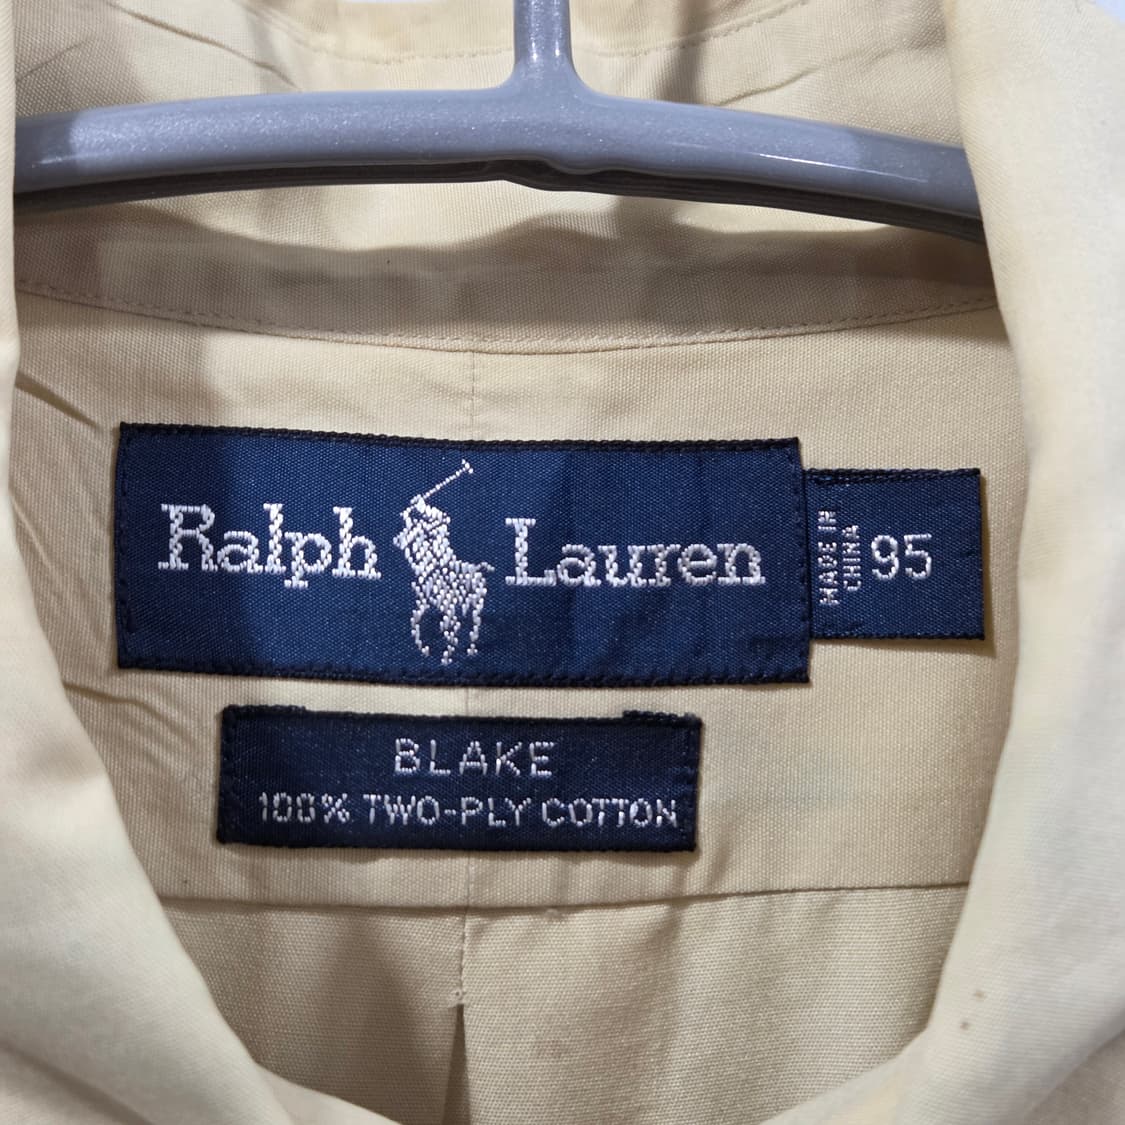 Ralph Lauren
MADE IN
CHINA
95
BLAKE
100% TWO-PLY COTTON